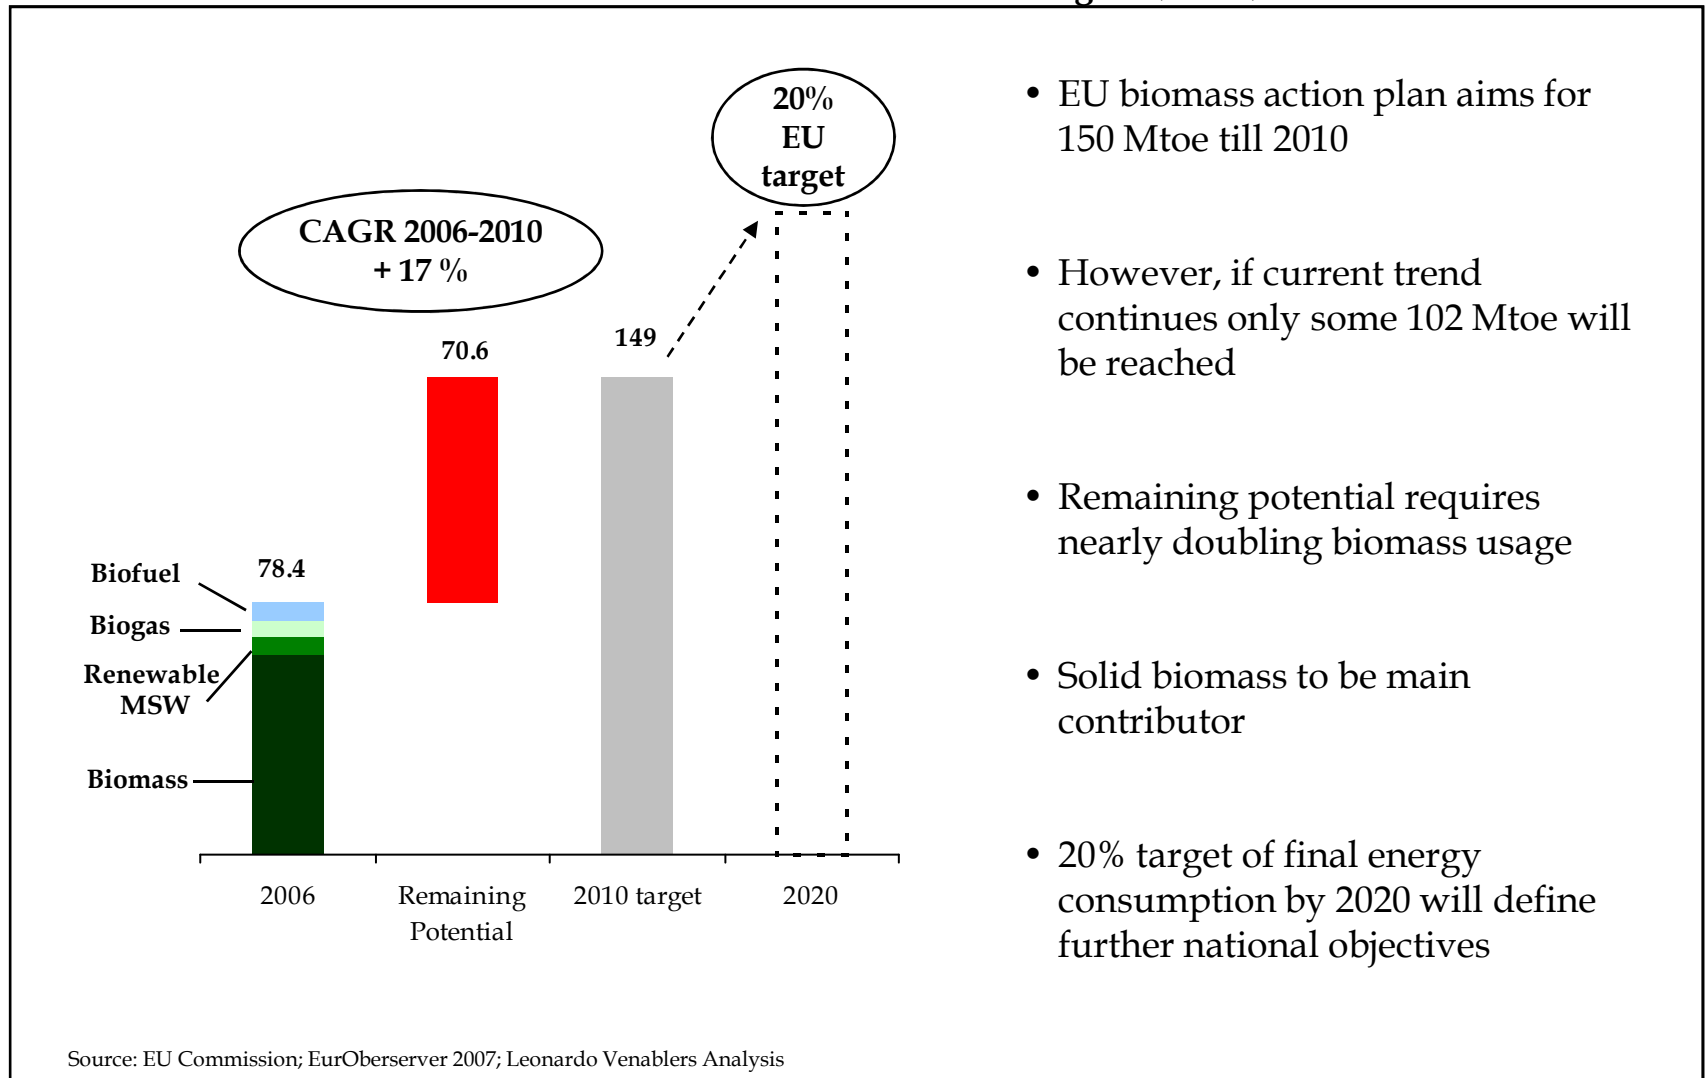 20%
EU
target
CAGR 2006-2010
+ 17 %
70.6
149
78.4
Biofuel
Biogas
Renewable
MSW
Biomass
2006
Remaining
Potential
2010 target
2020
• EU biomass action plan aims for
150 Mtoe till 2010
• However, if current trend
continues only some 102 Mtoe will
be reached
• Remaining potential requires
nearly doubling biomass usage
• Solid biomass to be main
contributor
• 20% target of final energy
consumption by 2020 will define
further national objectives
Source: EU Commission; EurOberserver 2007; Leonardo Venablers Analysis